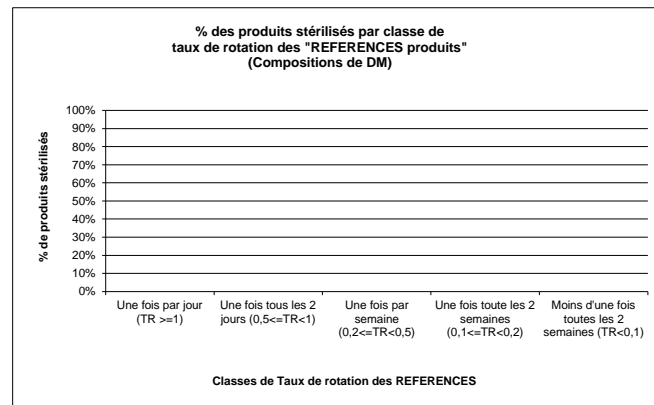 % des produits stérilisés par classe de
taux de rotation des "REFERENCES produits"
(Compositions de DM)
% de produits stérilisés
100%
90%
80%
70%
60%
50%
40%
30%
20%
10%
0%
Une fois par jour
(TR >=1)
Une fois tous les 2
jours (0,5<=TR<1)
Une fois par
semaine
(0,2<=TR<0,5)
Une fois toute les 2
semaines
(0,1<=TR<0,2)
Moins d'une fois
toutes les 2
semaines (TR<0,1)
Classes de Taux de rotation des REFERENCES